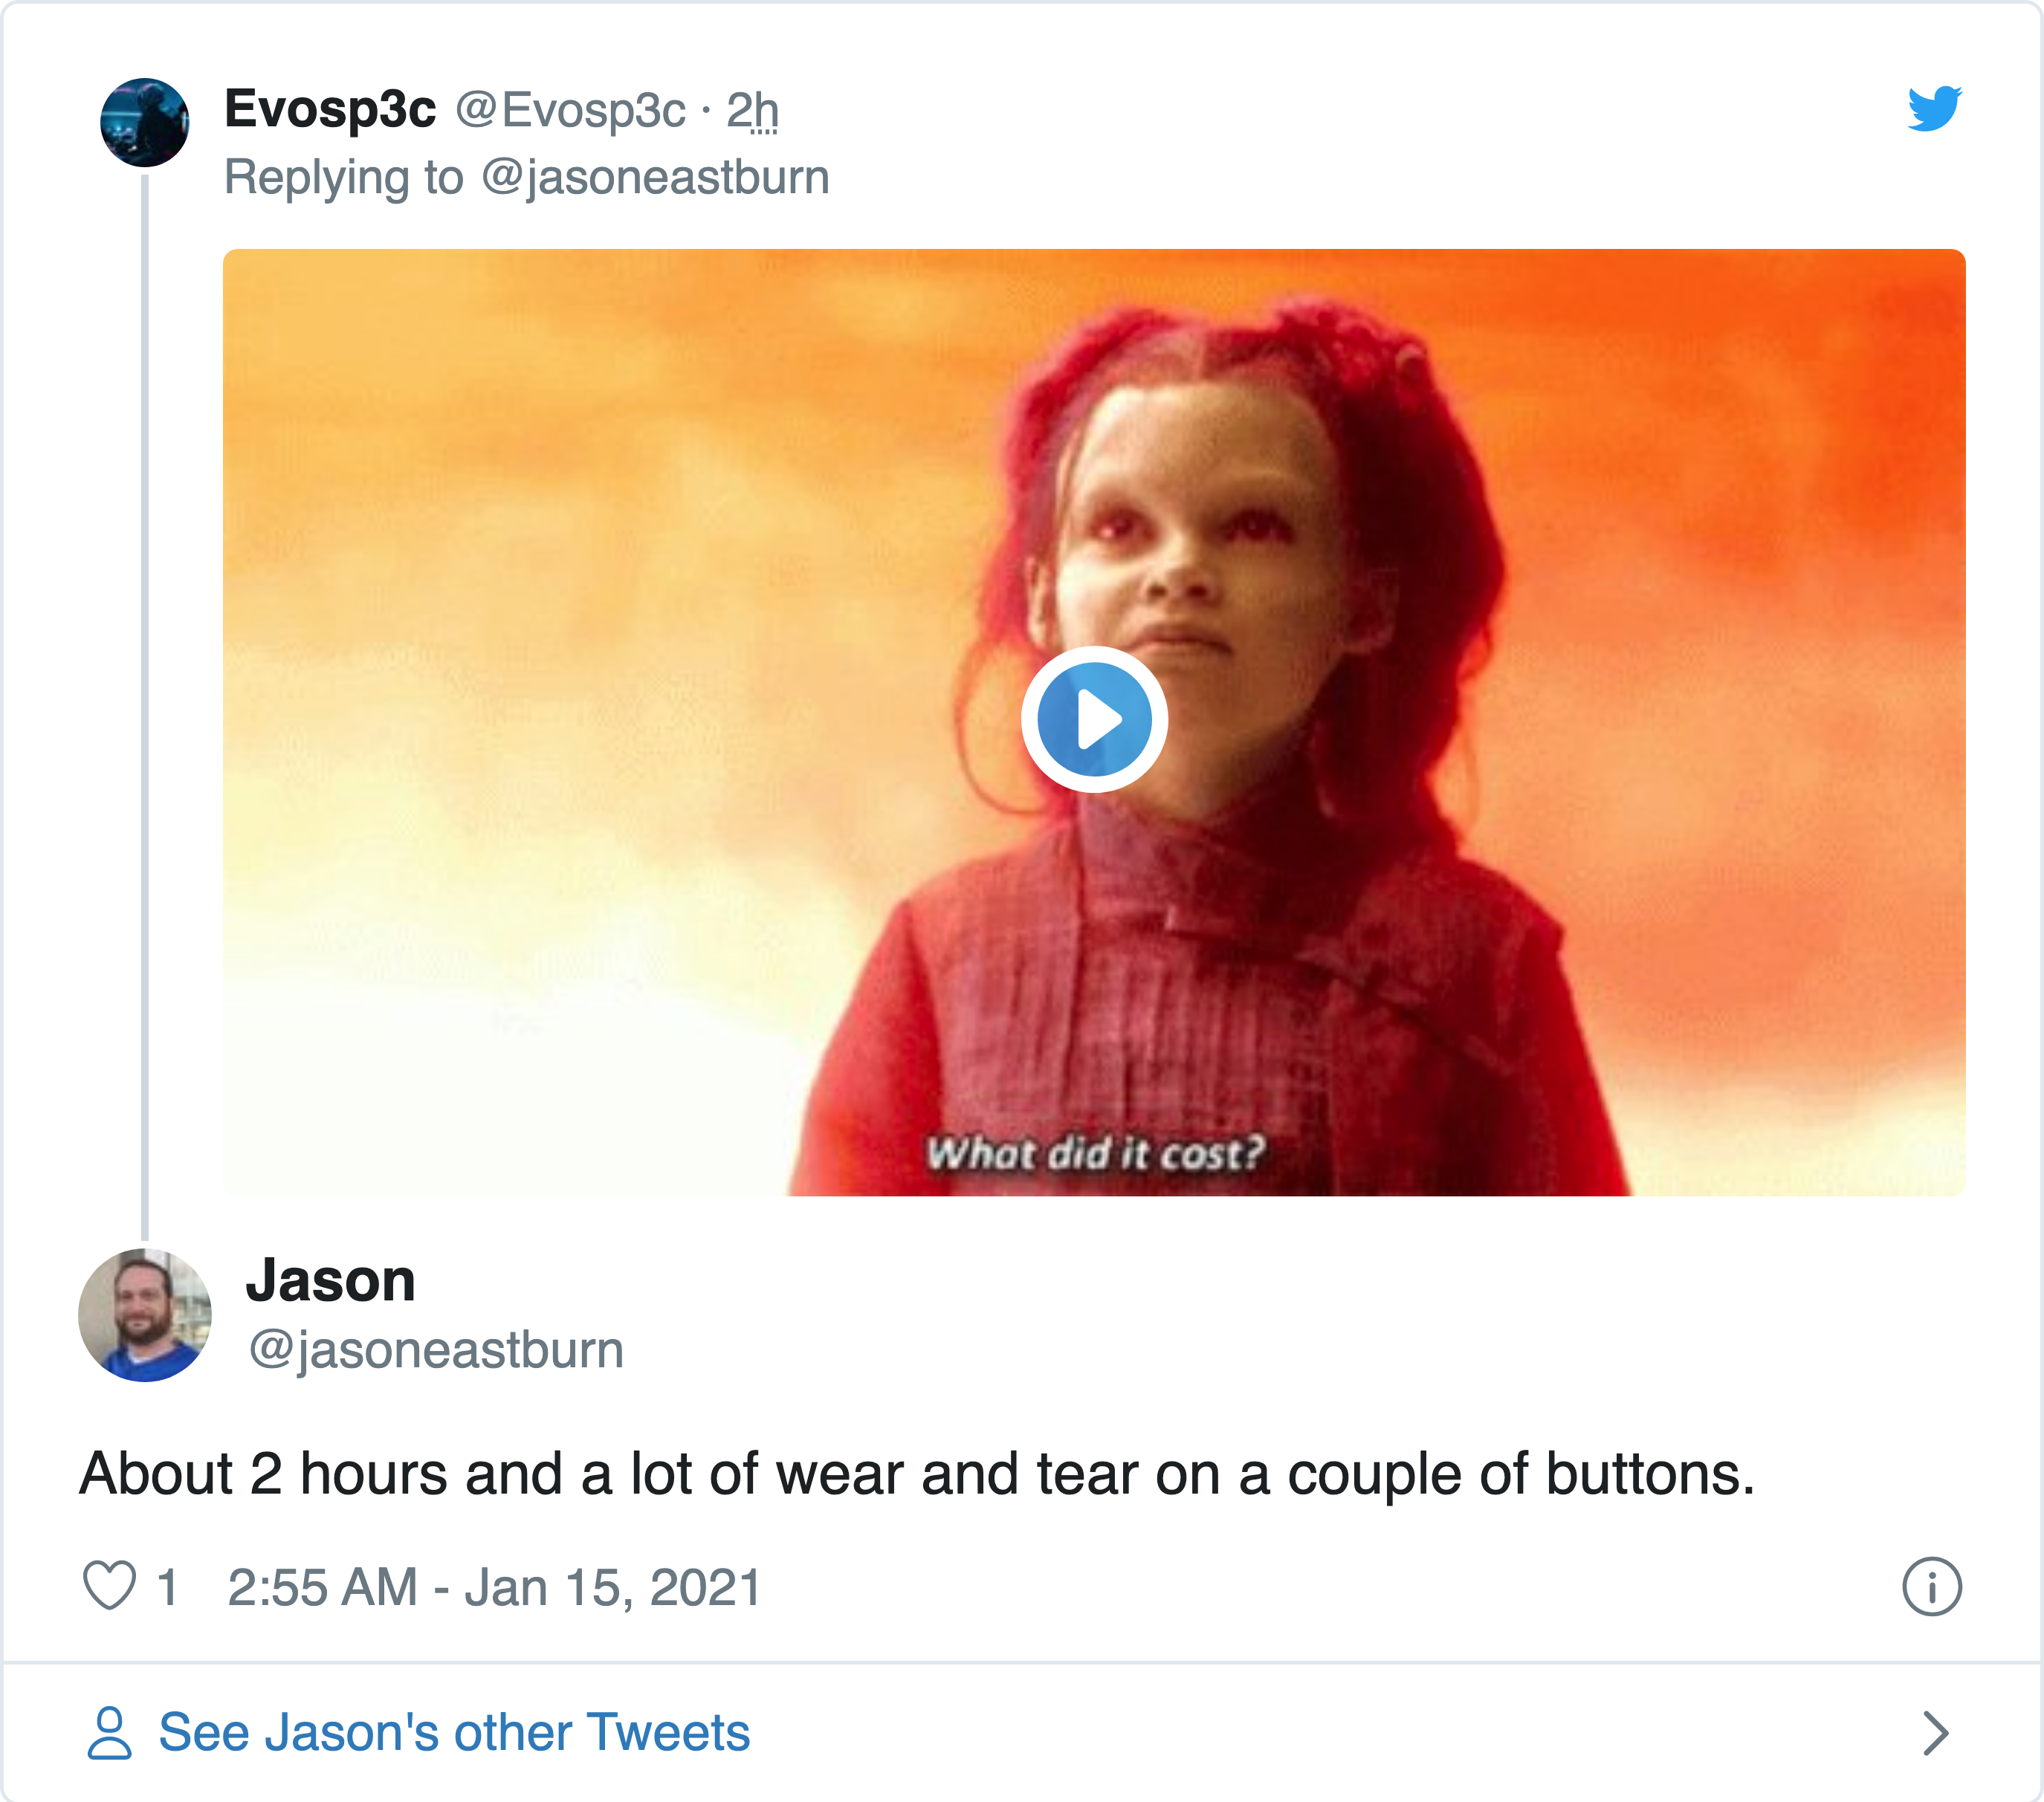 Evosp3c @Evosp3c · 2h
Replying to @jasoneastburn
What did it cost?
Jason
@jasoneastburn
About 2 hours and a lot of wear and tear on a couple of buttons.
1 2:55 AM - Jan 15, 2021
See Jason's other Tweets